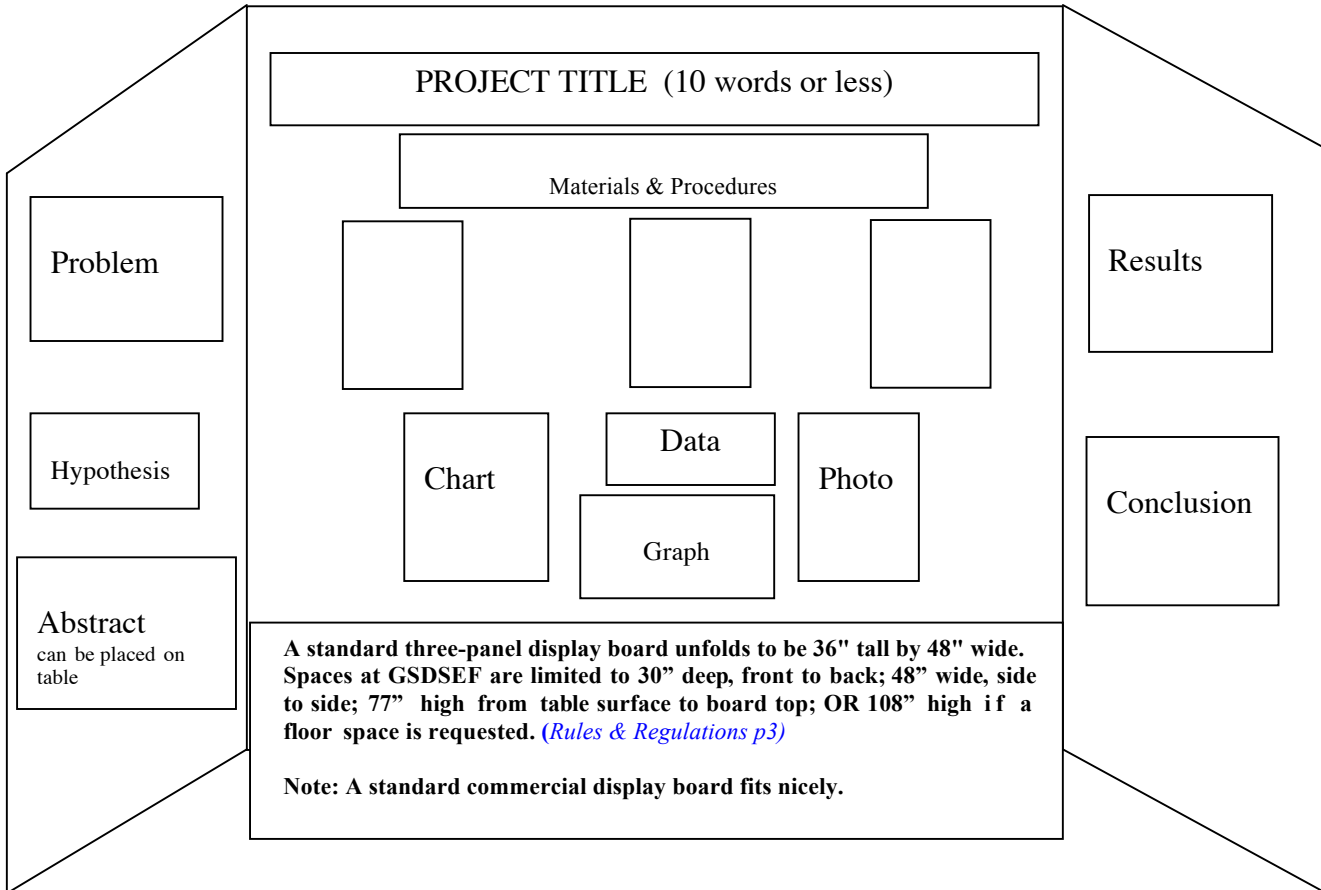 PROJECT TITLE (10 words or less)
Materials & Procedures
Problem
Hypothesis
Abstract
can be placed on
table
Chart
Data
Graph
Photo
Results
Conclusion
A standard three-panel display board unfolds to be 36" tall by 48" wide.
Spaces at GSDSEF are limited to 30” deep, front to back; 48” wide, side
to side; 77” high from table surface to board top; OR 108” high if a
floor space is requested. (Rules & Regulations p3)
Note: A standard commercial display board fits nicely.